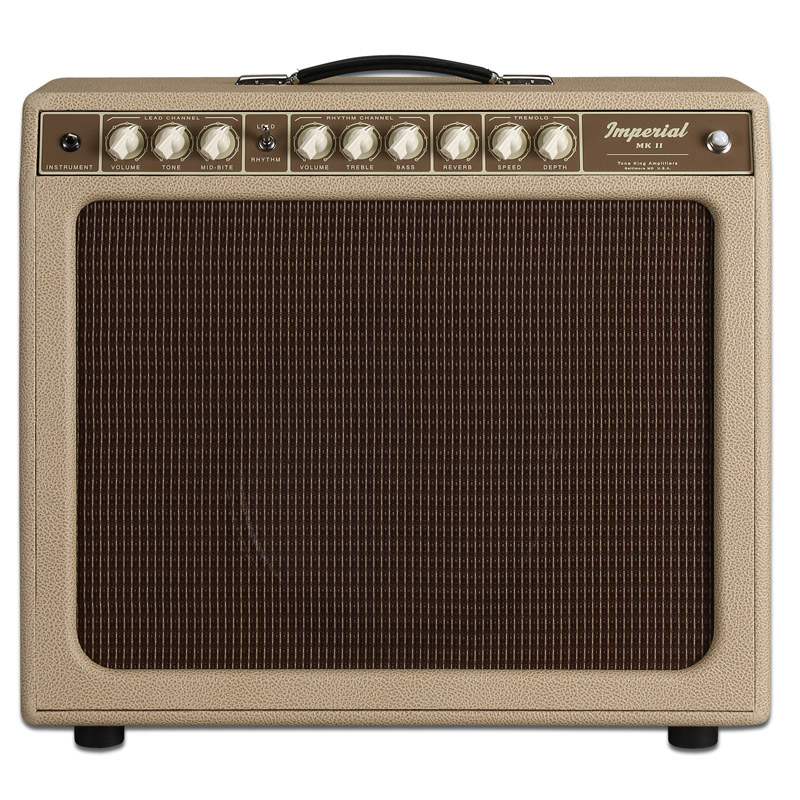 INSTRUMENT
LEAD CHANNEL
VOLUME TONE MID-BITE
LEAD
RHYTHM
RHYTHM CHANNEL
VOLUME TREBLE BASS
REVERB
TREMOLO
SPEED DEPTH
Imperial
MK II
Tone King Amplifiers
Baltimore MD. U.S.A.